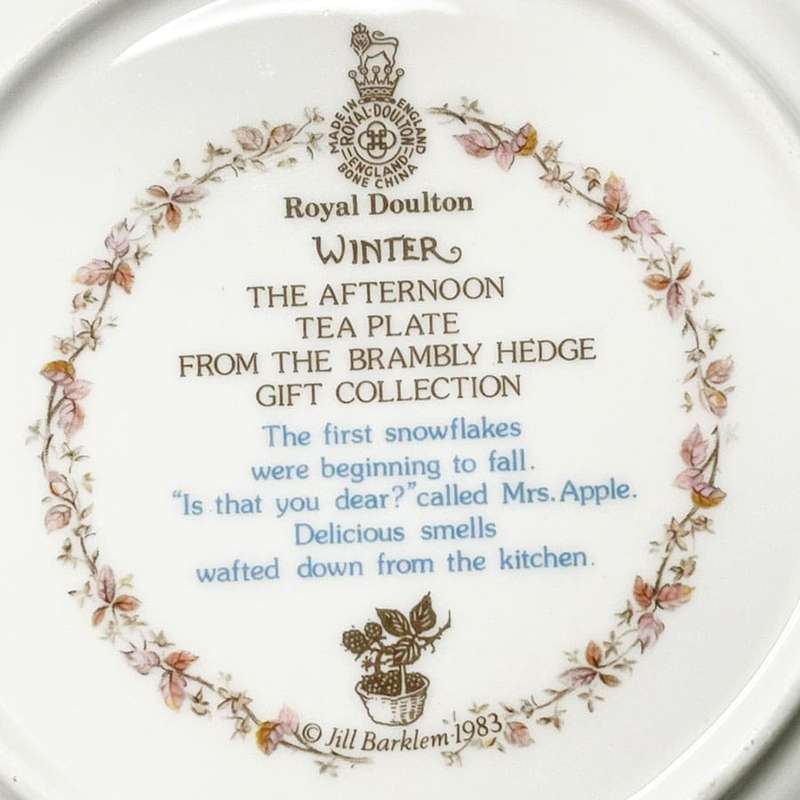 MADE IN ENGLAND
ROYAL·DOULTON
ENGLAND
BONE CHINA
Royal Doulton
WINTER
THE AFTERNOON
TEA PLATE
FROM THE BRAMBLY HEDGE
GIFT COLLECTION
The first snowflakes
were beginning to fall.
“Is that you dear?” called Mrs. Apple.
Delicious smells
wafted down from the kitchen.
© Jill Barklem 1983